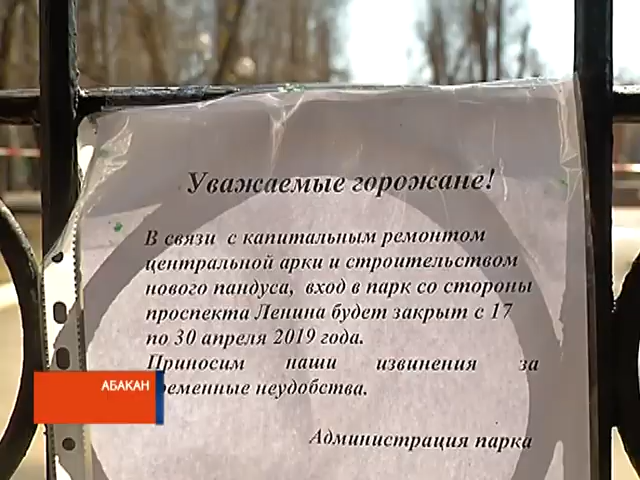 Уважаемые горожане!
В связи с капитальным ремонтом
центральной арки и строительством
нового пандуса, вход в парк со стороны
проспекта Ленина будет закрыт с 17
по 30 апреля 2019 года.
Приносим наши извинения за
временные неудобства.
Администрация парка
АБАКАН